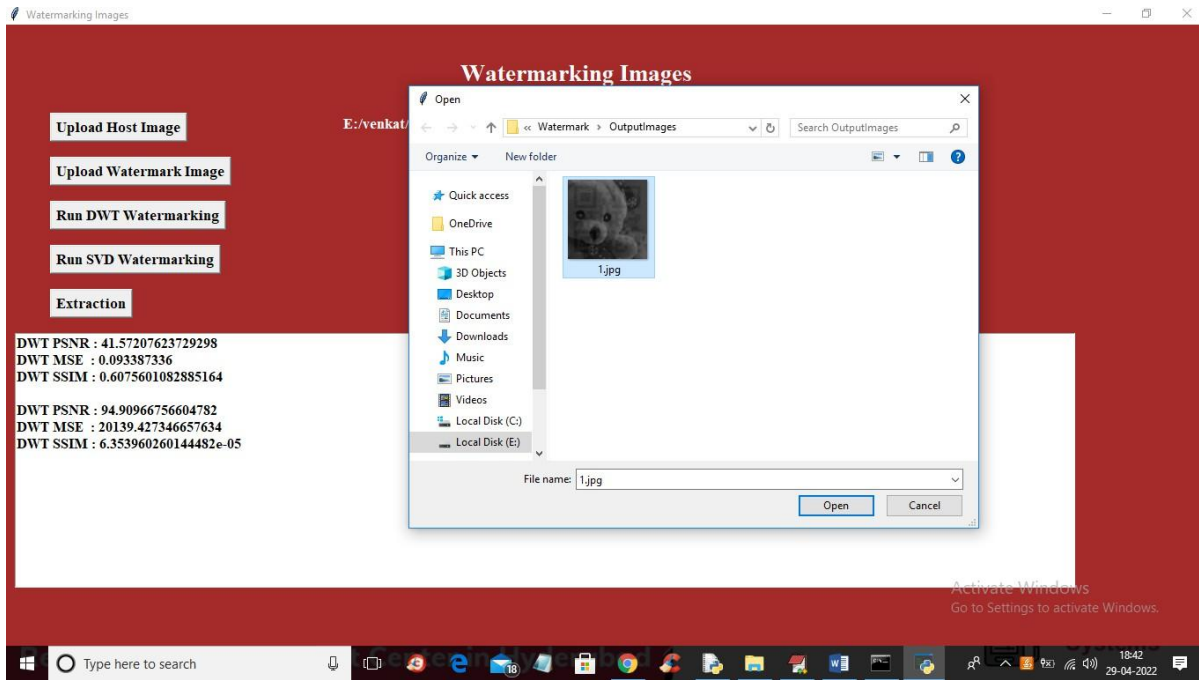 Watermarking Images
Watermarking Images
Upload Host Image
E:/venkat/
Upload Watermark Image
Run DWT Watermarking
Run SVD Watermarking
Extraction
DWT PSNR : 41.57207623729298
DWT MSE : 0.093387336
DWT SSIM : 0.6075601082885164
DWT PSNR : 94.90966756604782
DWT MSE : 20139.427346657634
DWT SSIM : 6.353960260144482e-05
Open
« Watermark › OutputImages
Search OutputImages
Organize
New folder
Quick access
OneDrive
This PC
3D Objects
Desktop
Documents
Downloads
Music
Pictures
Videos
Local Disk (C:)
Local Disk (E:)
1.jpg
File name: 1.jpg
Open
Cancel
Activate Windows
Go to Settings to activate Windows.
Type here to search
18
18:42
29-04-2022